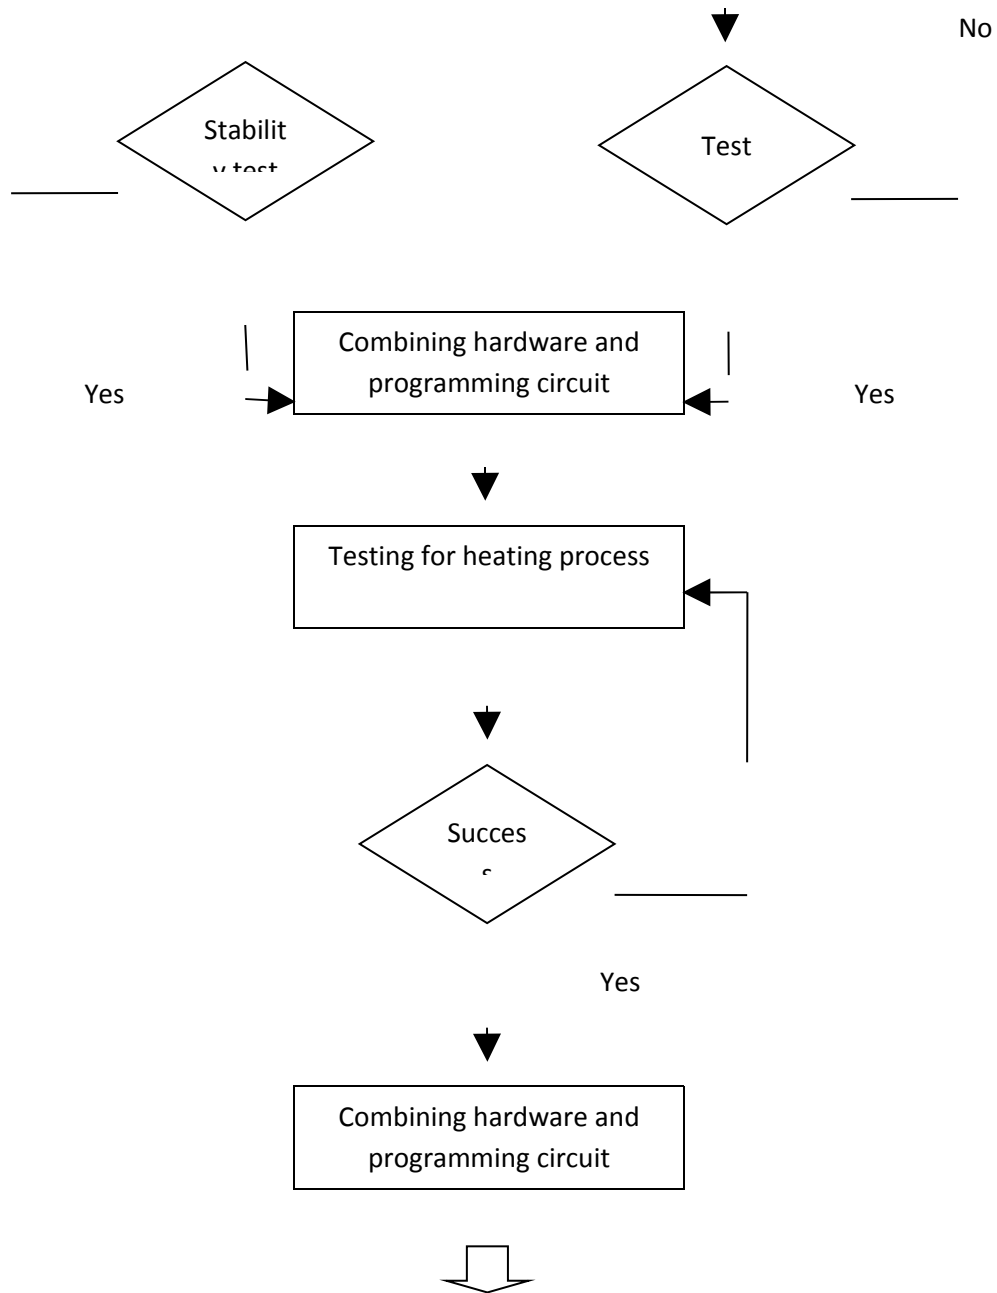 No
Stabilit
y test
Test
Combining hardware and
programming circuit
Yes
Yes
Testing for heating process
Succes
s
Yes
Combining hardware and
programming circuit